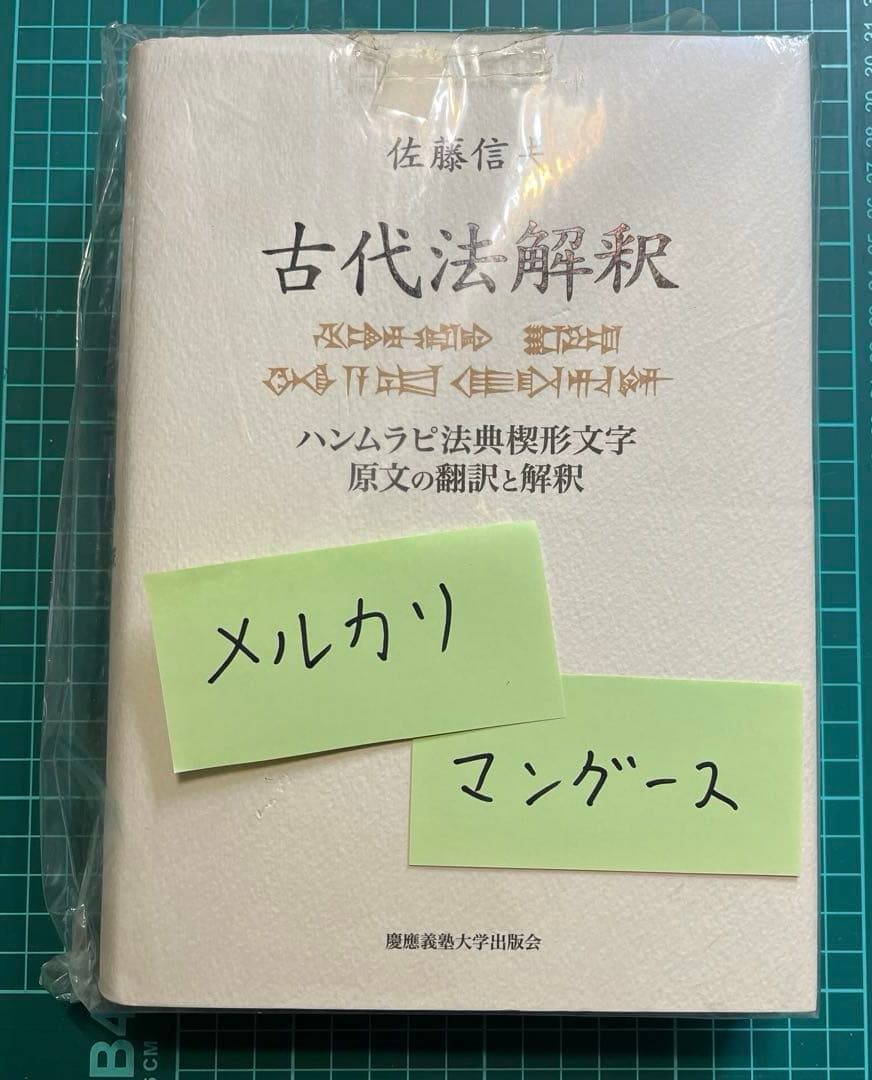 佐藤信夫
古代法解釈
ハンムラピ法典楔形文字
原文の翻訳と解釈
メルカリ
マングース
慶應義塾大学出版会
B4